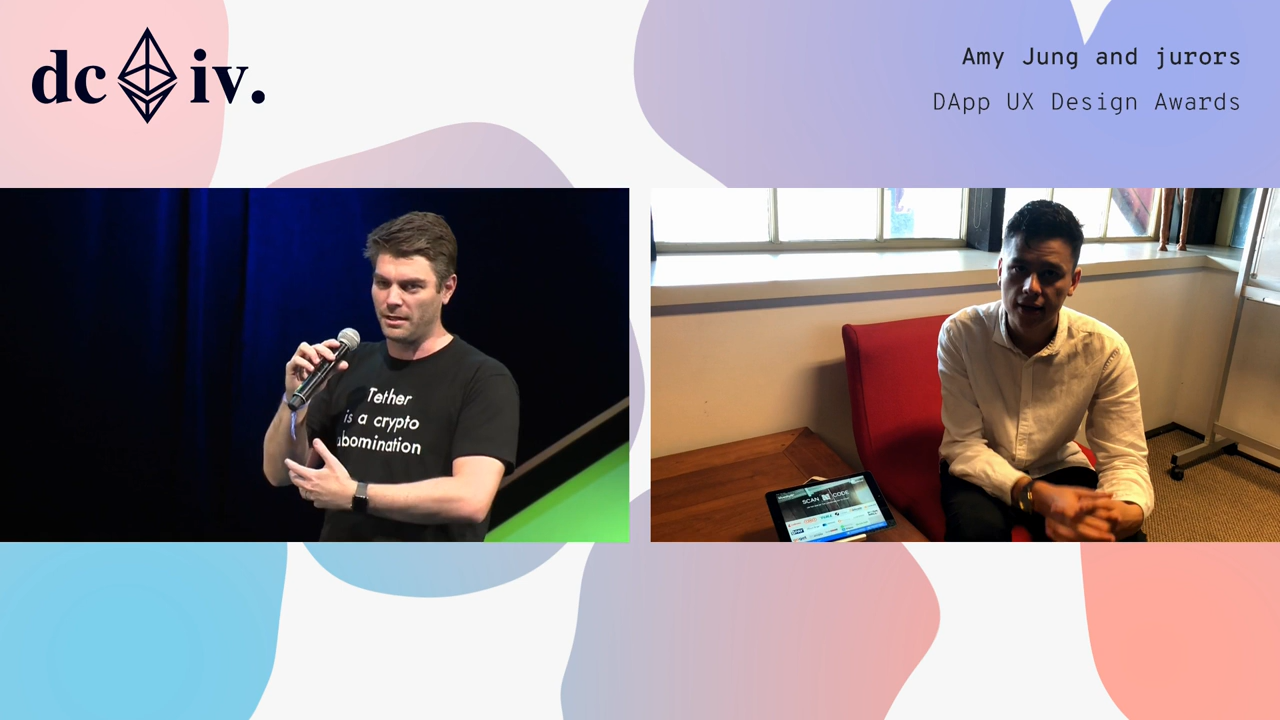 dc iv.
Amy Jung and jurors
DApp UX Design Awards
Tether
is a crypto
abomination
SCAN CODE